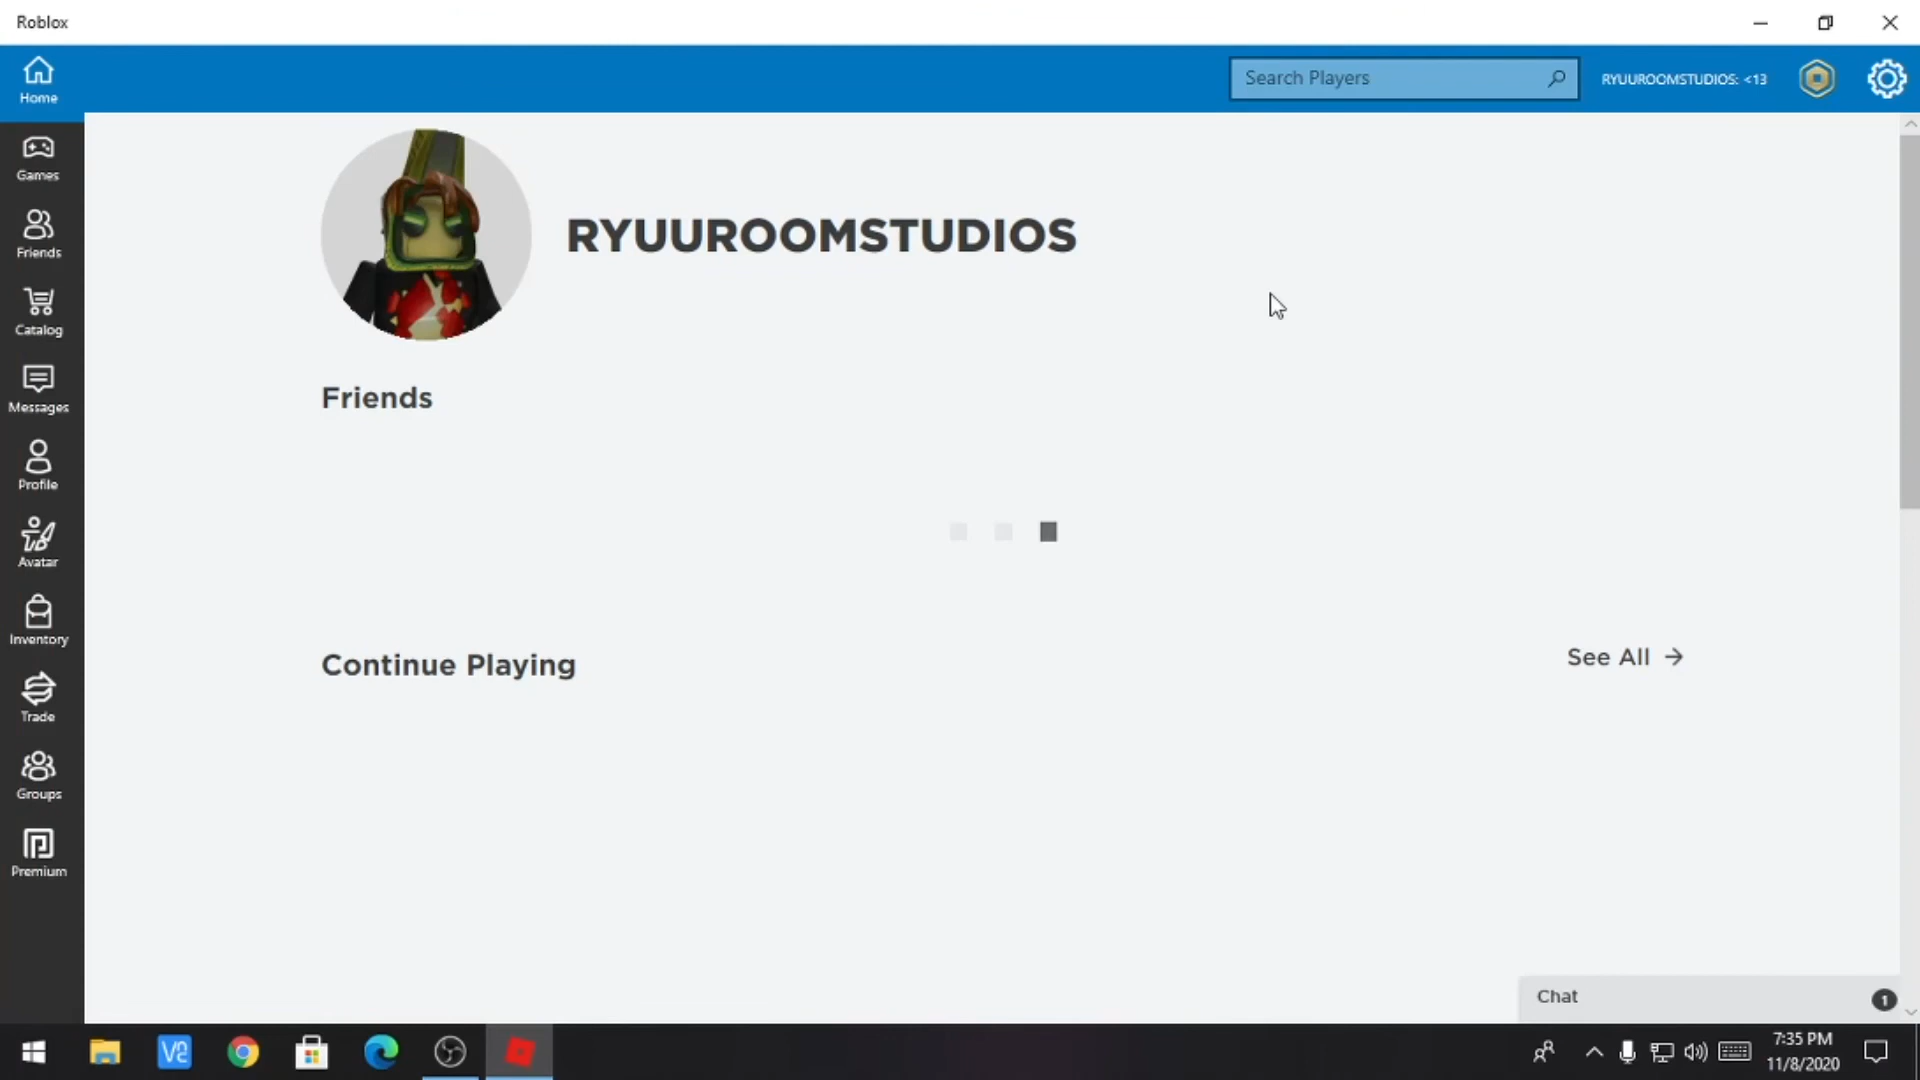 Roblox
Home
Search Players
RYUUROOMSTUDIOS: <13
Games
Friends
Catalog
Messages
Profile
Avatar
Inventory
Trade
Groups
Premium
RYUUROOMSTUDIOS
Friends
Continue Playing
See All
Chat
1
7:35 PM
11/8/2020